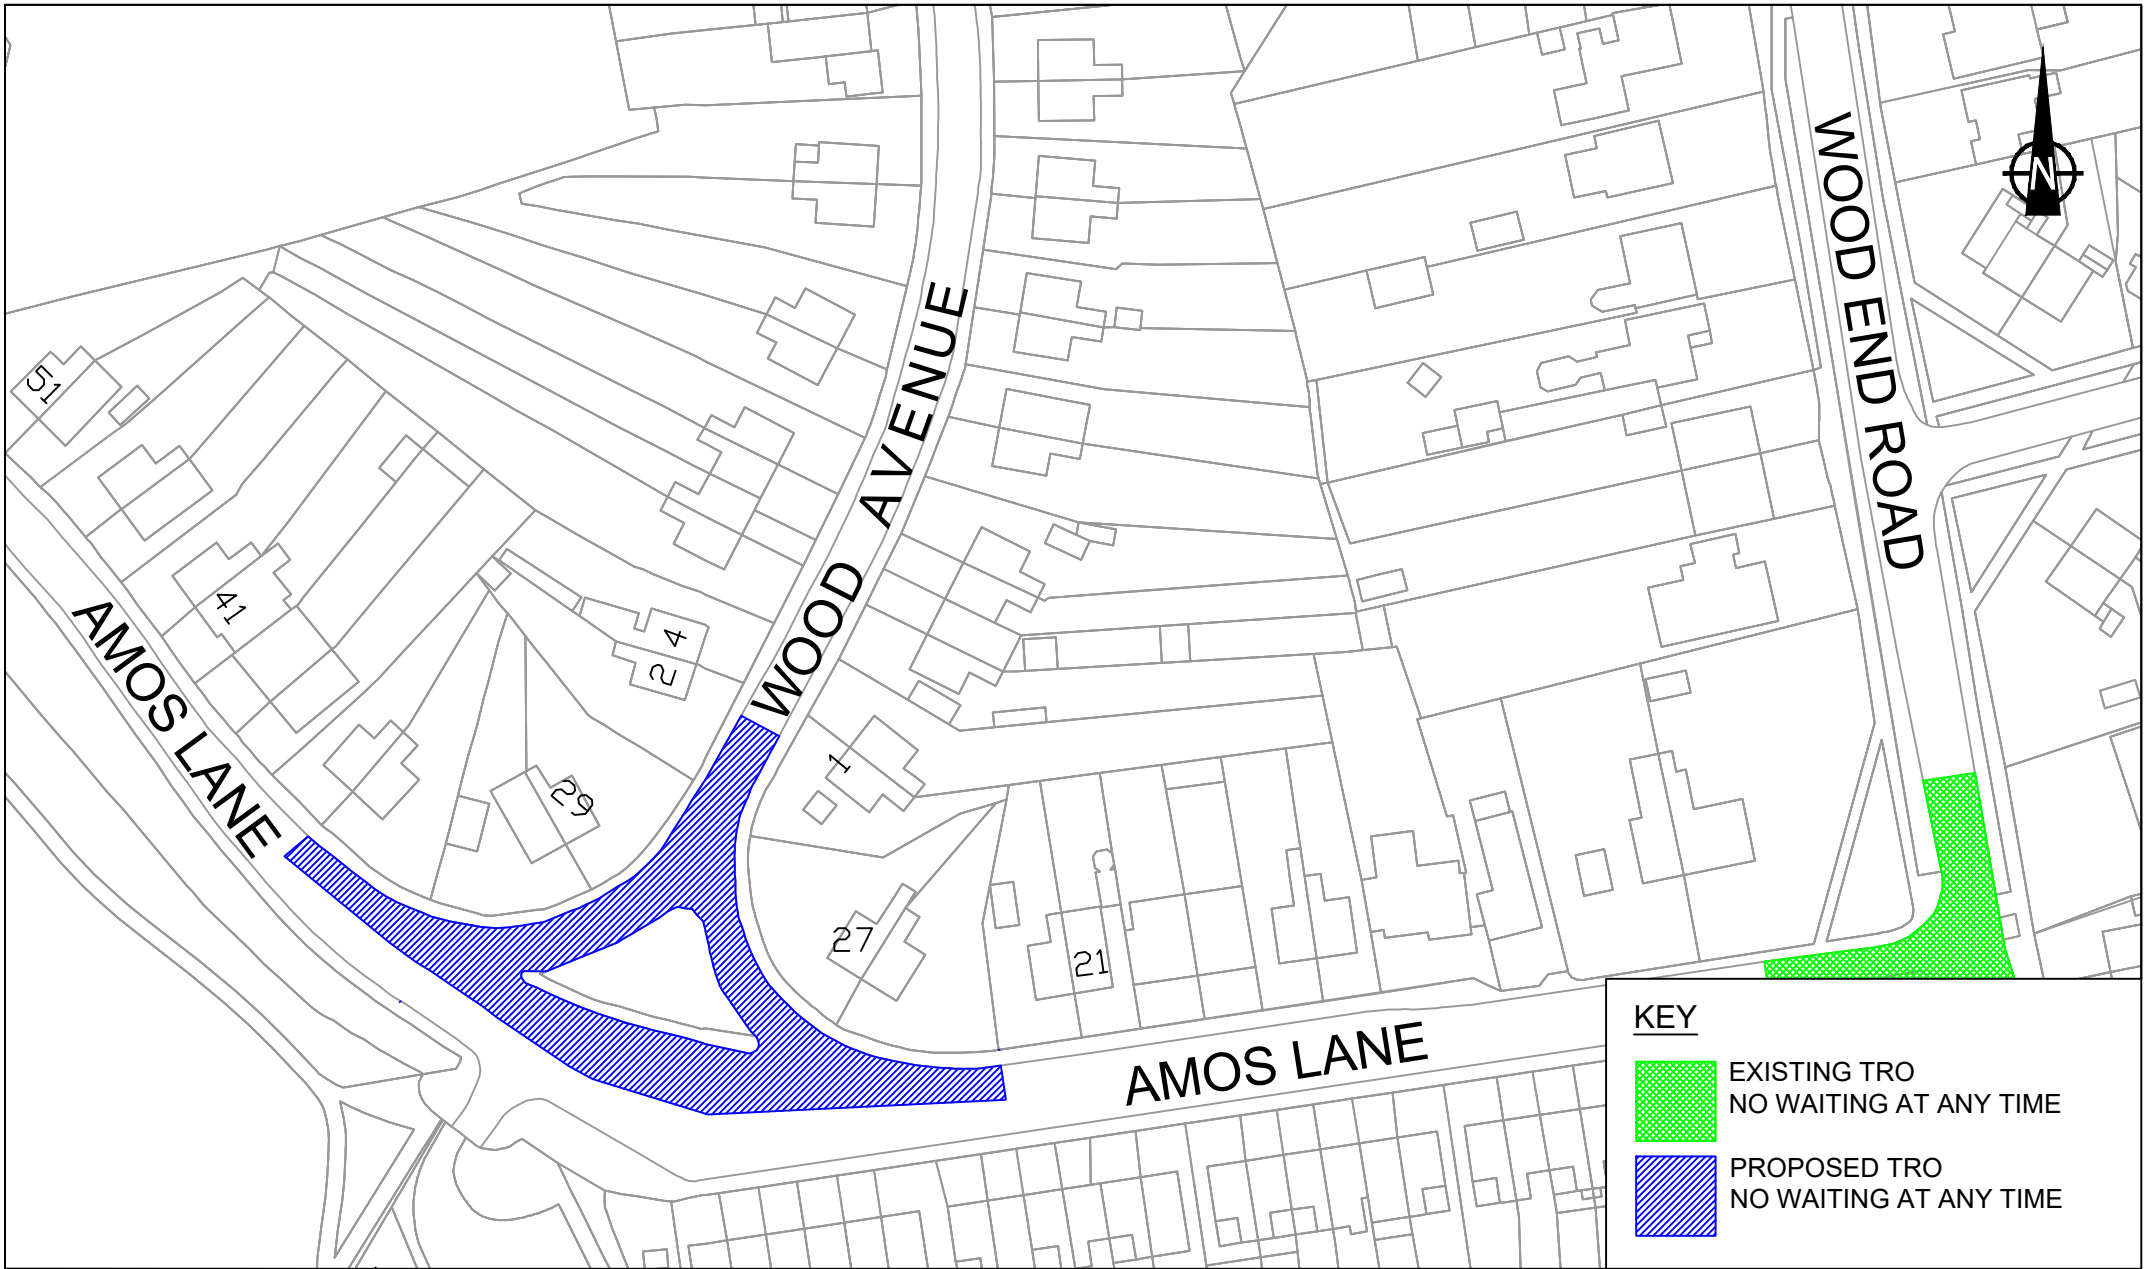 N
WOOD END ROAD
WOOD AVENUE
51
41
4
2
AMOS LANE
1
29
27
21
AMOS LANE
KEY
EXISTING TRO
NO WAITING AT ANY TIME
PROPOSED TRO
NO WAITING AT ANY TIME